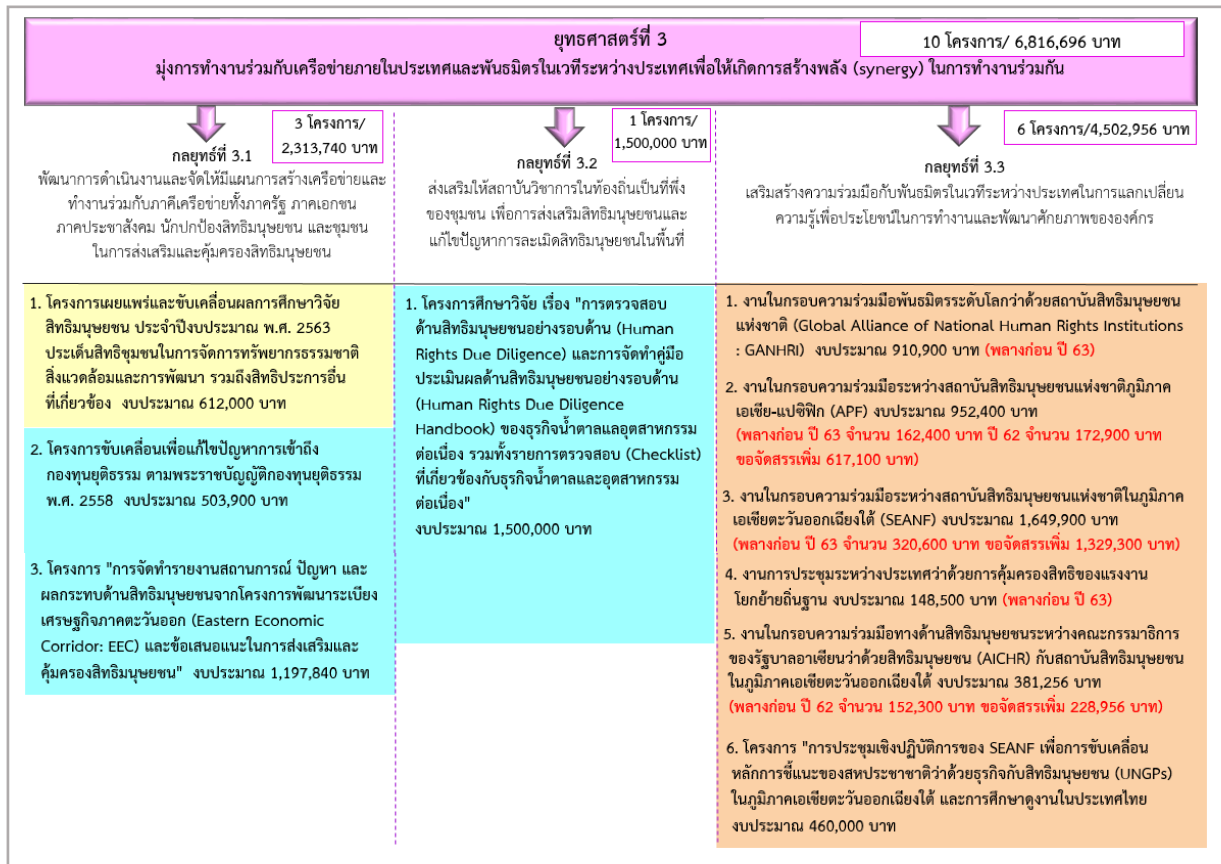 ยุทธศาสตร์ที่ 3
10 โครงการ/ 6,816,696 บาท
มุ่งการทำงานร่วมกับเครือข่ายภายในประเทศและพันธมิตรในเวทีระหว่างประเทศเพื่อให้เกิดการสร้างพลัง (synergy) ในการทำงานร่วมกัน
3 โครงการ/
2,313,740 บาท
กลยุทธ์ที่ 3.1
พัฒนาการดำเนินงานและจัดให้มีแผนการสร้างเครือข่ายและ
ทำงานร่วมกับภาคีเครือข่ายทั้งภาครัฐ ภาคเอกชน
ภาคประชาสังคม นักปกป้องสิทธิมนุษยชน และชุมชน
ในการส่งเสริมและคุ้มครองสิทธิมนุษยชน
1. โครงการเผยแพร่และขับเคลื่อนผลการศึกษาวิจัย
สิทธิมนุษยชน ประจำปีงบประมาณ พ.ศ. 2563
ประเด็นสิทธิชุมชนในการจัดการทรัพยากรธรรมชาติ
สิ่งแวดล้อมและการพัฒนา รวมถึงสิทธิประการอื่น
ที่เกี่ยวข้อง งบประมาณ 612,000 บาท
2. โครงการขับเคลื่อนเพื่อแก้ไขปัญหาการเข้าถึง
กองทุนยุติธรรม ตามพระราชบัญญัติกองทุนยุติธรรม
พ.ศ. 2558 งบประมาณ 503,900 บาท
3. โครงการ "การจัดทำรายงานสถานการณ์ ปัญหา และ
ผลกระทบด้านสิทธิมนุษยชนจากโครงการพัฒนาระเบียง
เศรษฐกิจภาคตะวันออก (Eastern Economic
Corridor: EEC) และข้อเสนอแนะในการส่งเสริมและ
คุ้มครองสิทธิมนุษยชน" งบประมาณ 1,197,840 บาท
1 โครงการ/
1,500,000 บาท
กลยุทธ์ที่ 3.2
ส่งเสริมให้สถาบันวิชาการในท้องถิ่นเป็นที่พึ่ง
ของชุมชน เพื่อการส่งเสริมสิทธิมนุษยชนและ
แก้ไขปัญหาการละเมิดสิทธิมนุษยชนในพื้นที่
1. โครงการศึกษาวิจัย เรื่อง "การตรวจสอบ
ด้านสิทธิมนุษยชนอย่างรอบด้าน (Human
Rights Due Diligence) และการจัดทำคู่มือ
ประเมินผลด้านสิทธิมนุษยชนอย่างรอบด้าน
(Human Rights Due Diligence
Handbook) ของธุรกิจน้ำตาลแลอุตสาหกรรม
ต่อเนื่อง รวมทั้งรายการตรวจสอบ (Checklist)
ที่เกี่ยวข้องกับธุรกิจน้ำตาลและอุตสาหกรรม
ต่อเนื่อง"
งบประมาณ 1,500,000 บาท
6 โครงการ/4,502,956 บาท
กลยุทธ์ที่ 3.3
เสริมสร้างความร่วมมือกับพันธมิตรในเวทีระหว่างประเทศในการแลกเปลี่ยน
ความรู้เพื่อประโยชน์ในการทำงานและพัฒนาศักยภาพขององค์กร
1. งานในกรอบความร่วมมือพันธมิตรระดับโลกว่าด้วยสถาบันสิทธิมนุษยชน
แห่งชาติ (Global Alliance of National Human Rights Institutions
: GANHRI) งบประมาณ 910,900 บาท (พลางก่อน ปี 63)
2. งานในกรอบความร่วมมือระหว่างสถาบันสิทธิมนุษยชนแห่งชาติภูมิภาค
เอเชีย-แปซิฟิก (APF) งบประมาณ 952,400 บาท
(พลางก่อน ปี 63 จำนวน 162,400 บาท ปี 62 จำนวน 172,900 บาท
ขอจัดสรรเพิ่ม 617,100 บาท)
3. งานในกรอบความร่วมมือระหว่างสถาบันสิทธิมนุษยชนแห่งชาติในภูมิภาค
เอเชียตะวันออกเฉียงใต้ (SEANF) งบประมาณ 1,649,900 บาท
(พลางก่อน ปี 63 จำนวน 320,600 บาท ขอจัดสรรเพิ่ม 1,329,300 บาท)
4. งานการประชุมระหว่างประเทศว่าด้วยการคุ้มครองสิทธิของแรงงาน
โยกย้ายถิ่นฐาน งบประมาณ 148,500 บาท (พลางก่อน ปี 63)
5. งานในกรอบความร่วมมือทางด้านสิทธิมนุษยชนระหว่างคณะกรรมาธิการ
ของรัฐบาลอาเซียนว่าด้วยสิทธิมนุษยชน (AICHR) กับสถาบันสิทธิมนุษยชน
ในภูมิภาคเอเชียตะวันออกเฉียงใต้ งบประมาณ 381,256 บาท
(พลางก่อน ปี 62 จำนวน 152,300 บาท ขอจัดสรรเพิ่ม 228,956 บาท)
6. โครงการ "การประชุมเชิงปฏิบัติการของ SEANF เพื่อการขับเคลื่อน
หลักการชี้แนะของสหประชาชาติว่าด้วยธุรกิจกับสิทธิมนุษยชน (UNGPs)
ในภูมิภาคเอเชียตะวันออกเฉียงใต้ และการศึกษาดูงานในประเทศไทย
งบประมาณ 460,000 บาท